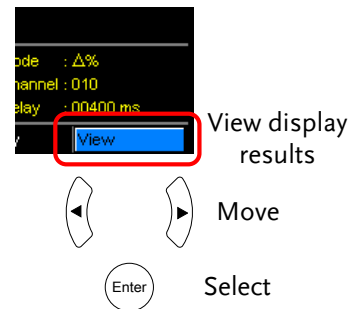 ode : Δ%
hannel : 010
elay : 00400 ms
View
View display
results
Move
Enter Select